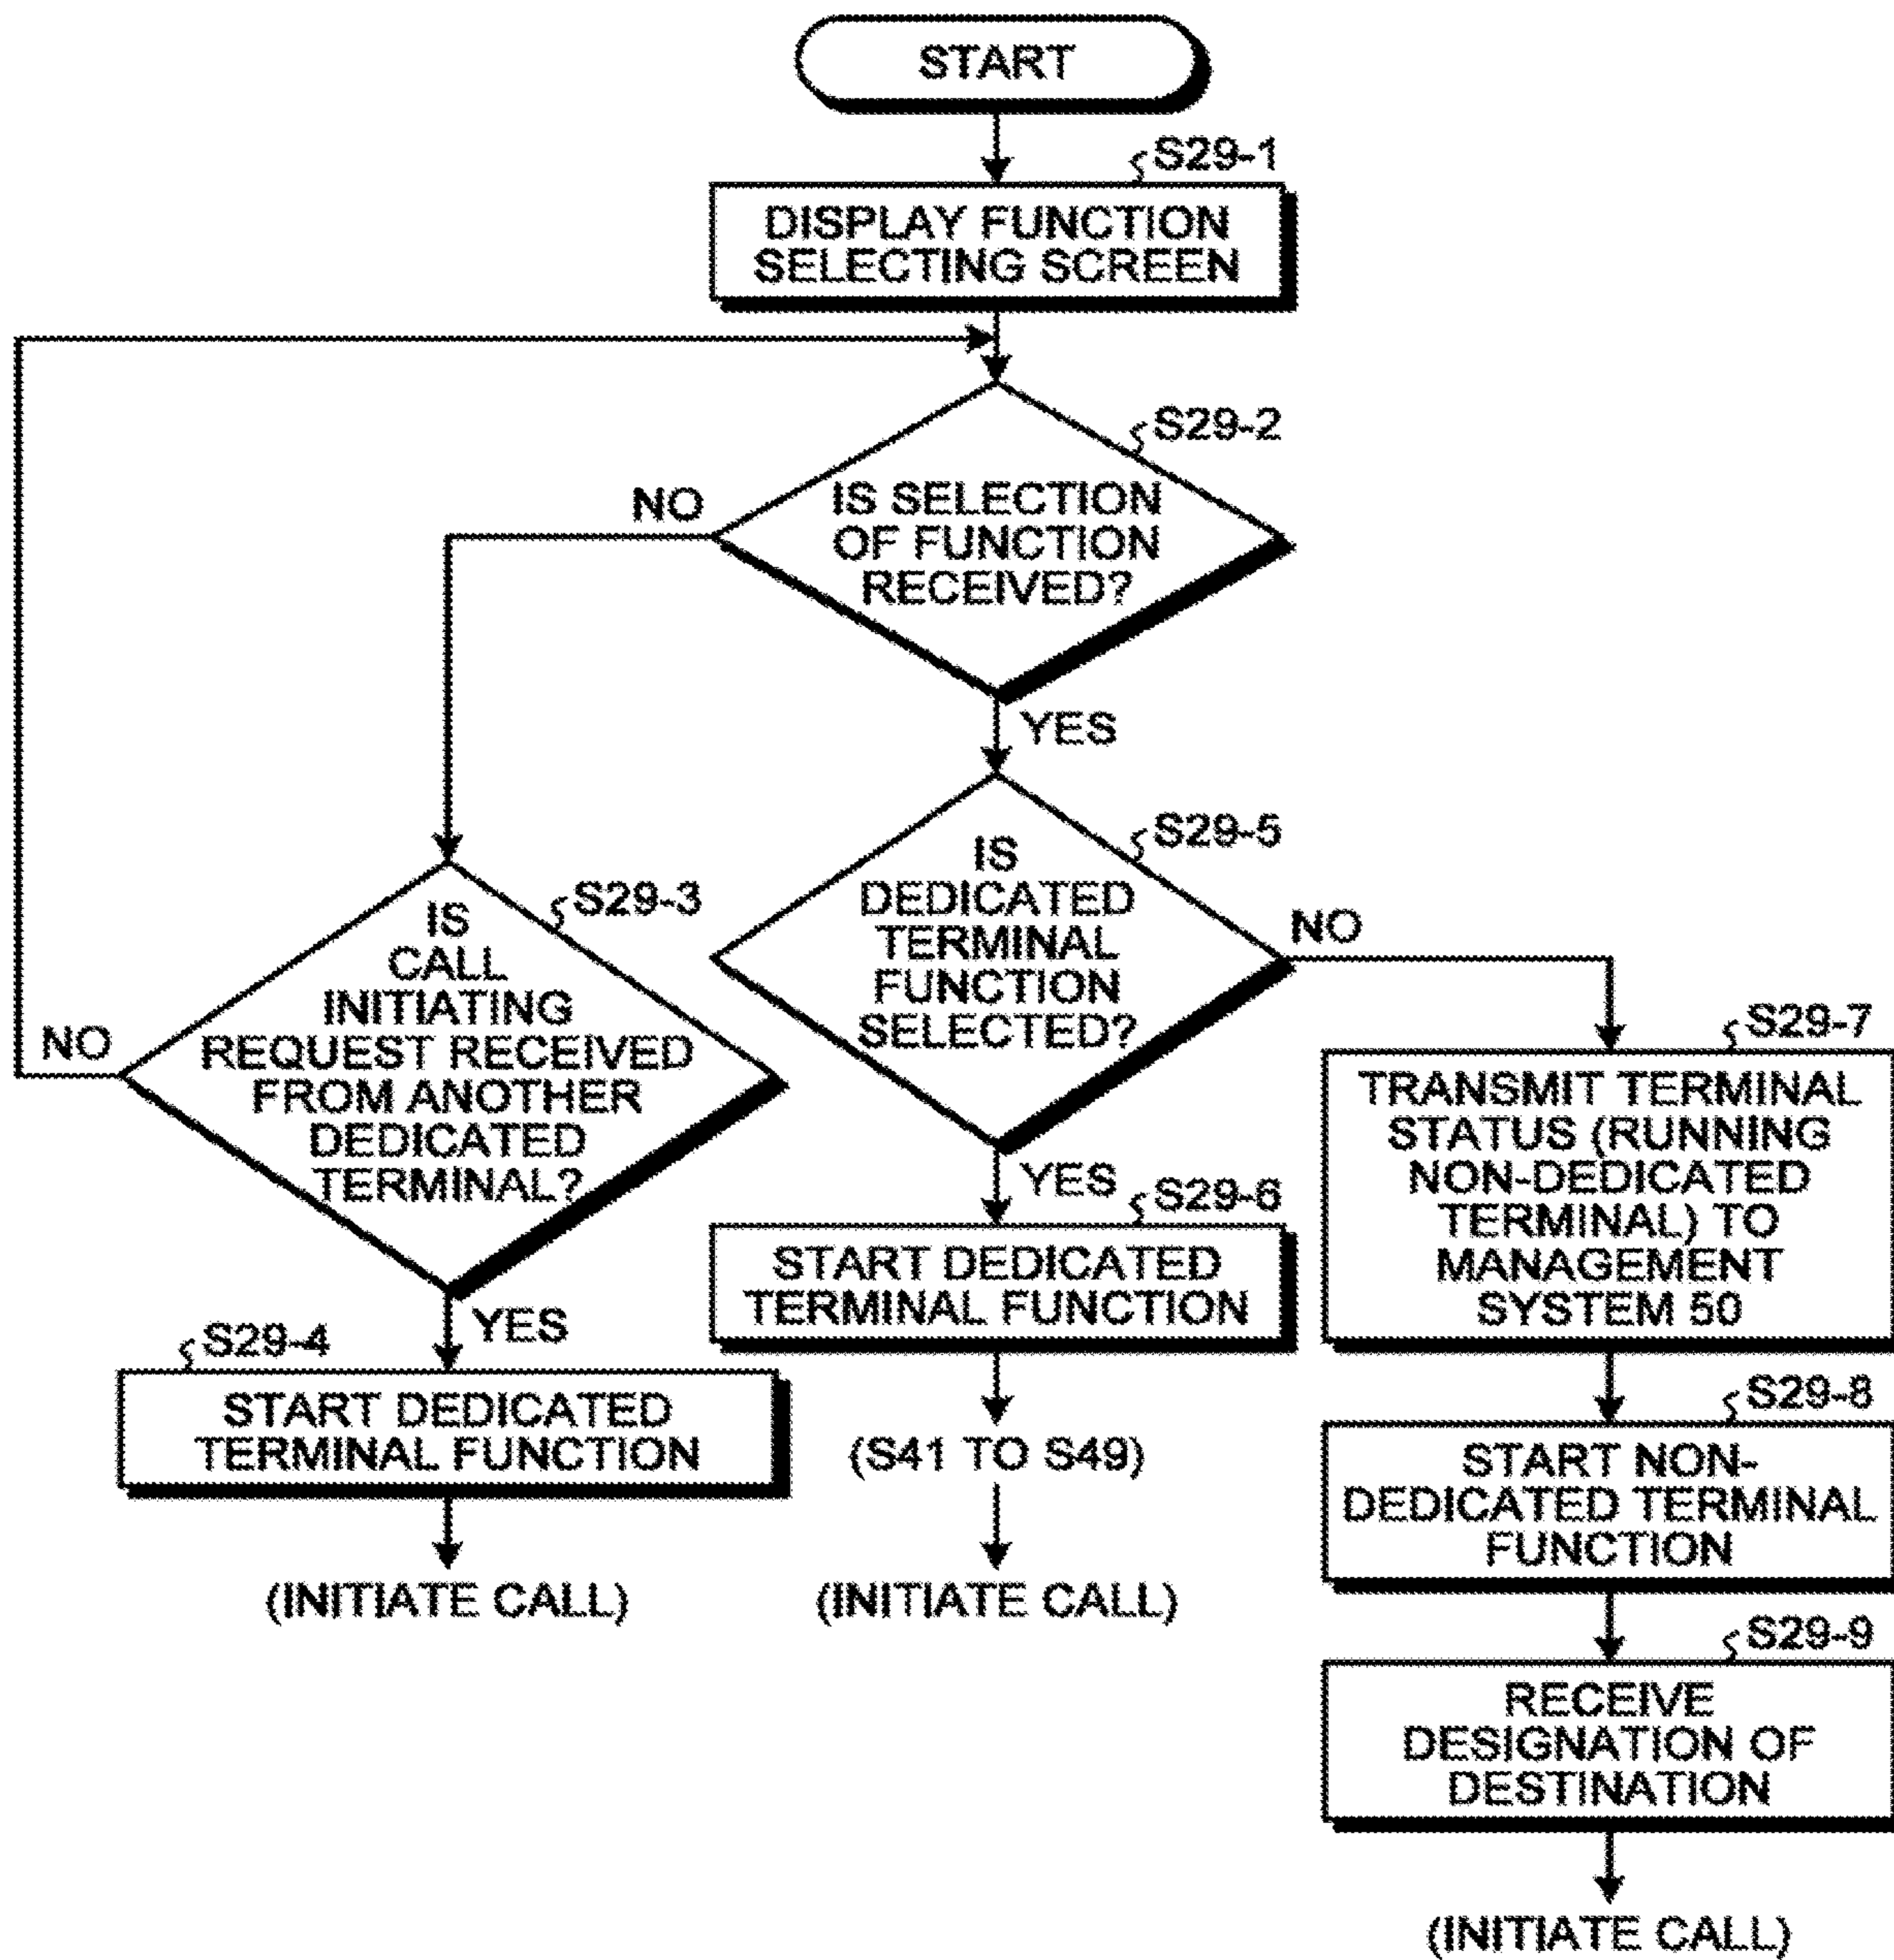 START
S29-1
DISPLAY FUNCTION
SELECTING SCREEN
S29-2
NO
IS SELECTION
OF FUNCTION
RECEIVED?
YES
S29-3
IS
CALL
INITIATING
REQUEST RECEIVED
FROM ANOTHER
DEDICATED
TERMINAL?
NO
YES
S29-4
START DEDICATED
TERMINAL FUNCTION
(INITIATE CALL)
S29-5
IS
DEDICATED
TERMINAL
FUNCTION
SELECTED?
NO
YES
S29-6
START DEDICATED
TERMINAL FUNCTION
(S41 TO S49)
(INITIATE CALL)
S29-7
TRANSMIT TERMINAL
STATUS (RUNNING
NON-DEDICATED
TERMINAL) TO
MANAGEMENT
SYSTEM 50
S29-8
START NON-
DEDICATED TERMINAL
FUNCTION
S29-9
RECEIVE
DESIGNATION OF
DESTINATION
(INITIATE CALL)